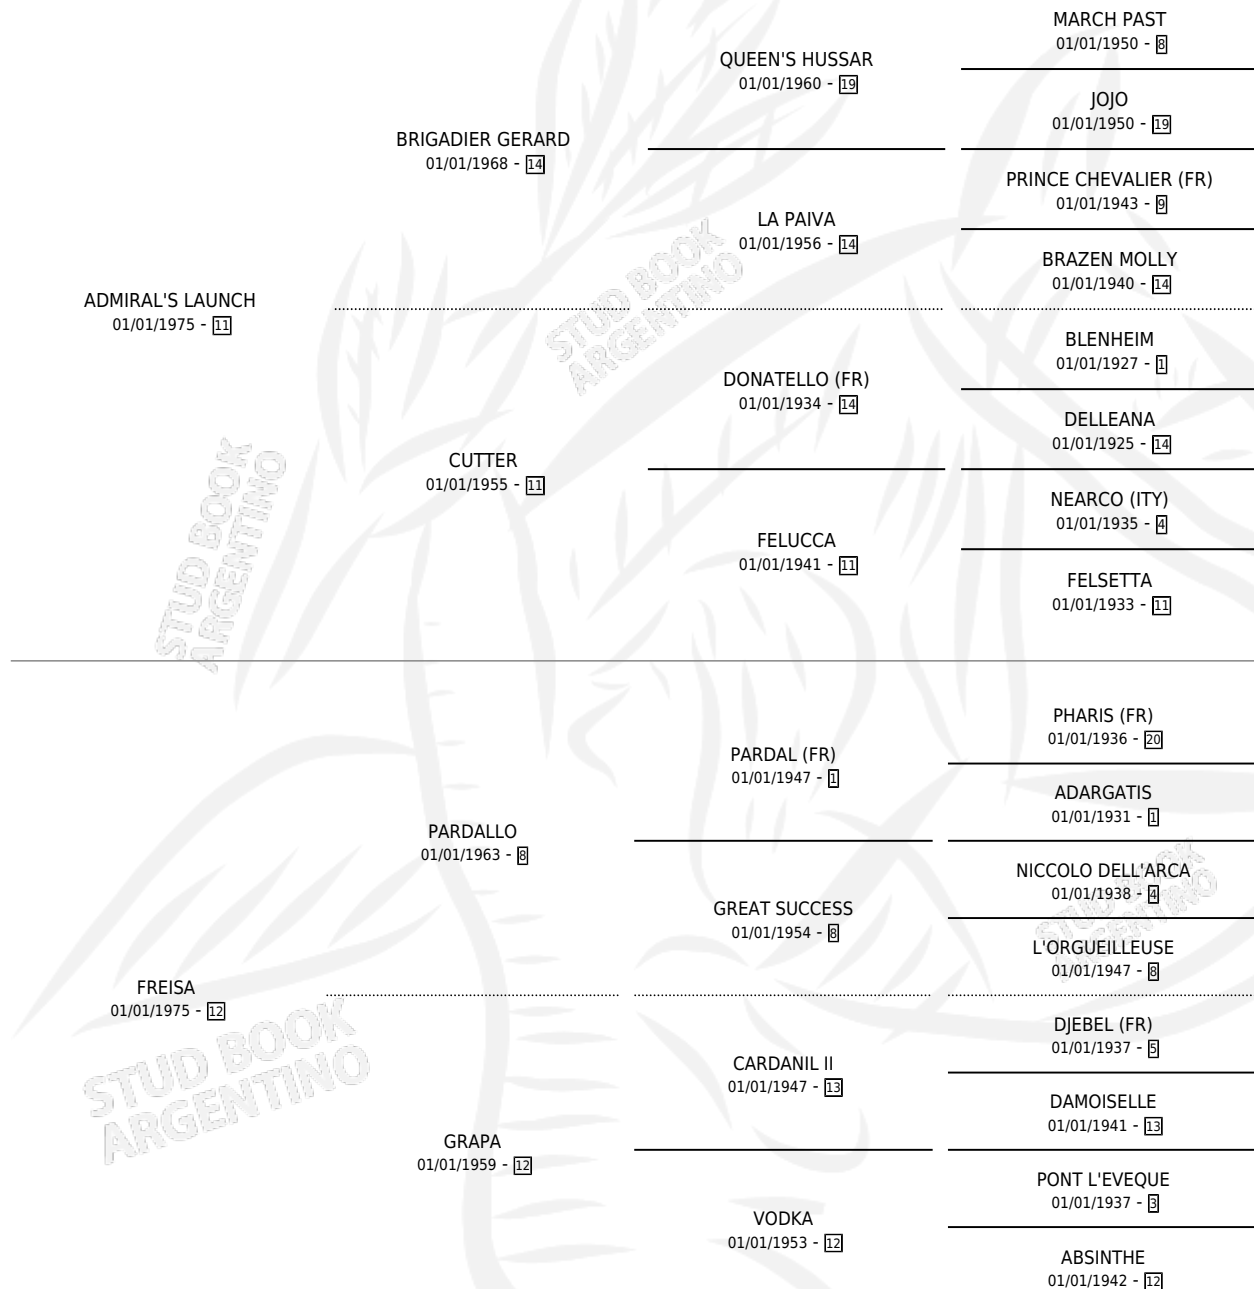 MARCH PAST
01/01/1950 - 8
QUEEN'S HUSSAR
01/01/1960 - 19
JOJO
01/01/1950 - 19
BRIGADIER GERARD
01/01/1968 - 14
PRINCE CHEVALIER (FR)
01/01/1943 - 9
LA PAIVA
01/01/1956 - 14
BRAZEN MOLLY
01/01/1940 - 14
ADMIRAL'S LAUNCH
01/01/1975 - 11
STUD BOOK
ARGENTINO
BLENHEIM
01/01/1927 - 1
DONATELLO (FR)
01/01/1934 - 14
DELLEANA
01/01/1925 - 14
CUTTER
01/01/1955 - 11
NEARCO (ITY)
01/01/1935 - 4
FELUCCA
01/01/1941 - 11
FELSETTA
01/01/1933 - 11
STUD BOOK
ARGENTINO
PHARIS (FR)
01/01/1936 - 20
PARDAL (FR)
01/01/1947 - 1
ADARGATIS
01/01/1931 - 1
PARDALLO
01/01/1963 - 8
NICCOLO DELL'ARCA
01/01/1938 - 4
GREAT SUCCESS
01/01/1954 - 8
L'ORGUEILLEUSE
01/01/1947 - 8
STUD BOOK
ARGENTINO
FREISA
01/01/1975 - 12
STUD BOOK
ARGENTINO
DJEBEL (FR)
01/01/1937 - 5
CARDANIL II
01/01/1947 - 13
DAMOISELLE
01/01/1941 - 13
GRAPA
01/01/1959 - 12
PONT L'EVEQUE
01/01/1937 - 3
VODKA
01/01/1953 - 12
ABSINTHE
01/01/1942 - 12